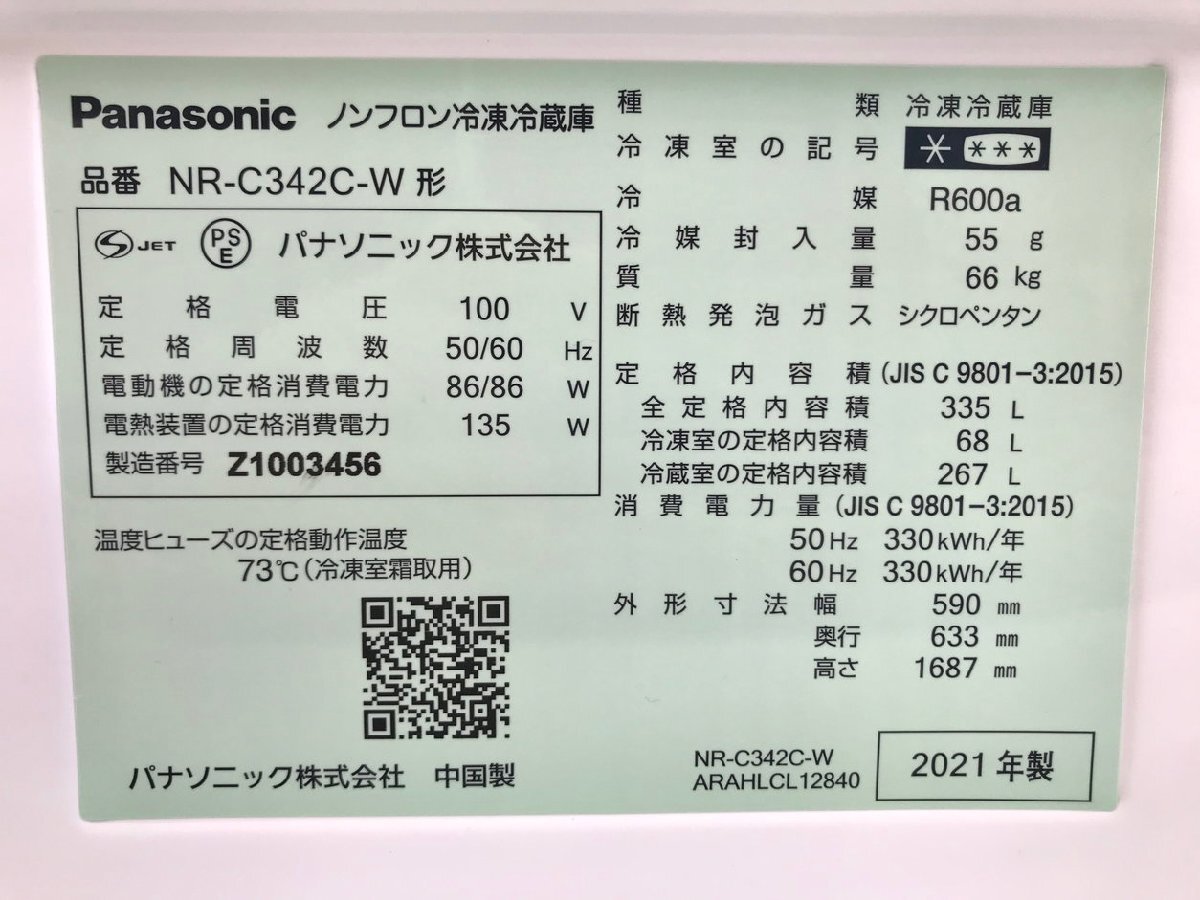 Panasonic ノンフロン冷凍冷蔵庫
品番 NR-C342C-W 形
JET PSE パナソニック株式会社
定格電圧 100 V
定格周波数 50/60 Hz
電動機の定格消費電力 86/86 W
電熱装置の定格消費電力 135 W
製造番号 Z1003456
温度ヒューズの定格動作温度
73℃(冷凍室霜取用)
パナソニック株式会社 中国製
種類 冷凍冷蔵庫
冷凍室の記号 * ***
冷媒 R600a
冷媒封入量 55 g
質量 66 kg
断熱発泡ガス シクロペンタン
定格内容積 (JIS C 9801-3:2015)
全定格内容積 335 L
冷凍室の定格内容積 68 L
冷蔵室の定格内容積 267 L
消費電力量 (JIS C 9801-3:2015)
50Hz 330kWh/年
60Hz 330kWh/年
外形寸法幅 590 mm
奥行 633 mm
高さ 1687 mm
NR-C342C-W
ARAHLCL12840
2021年製